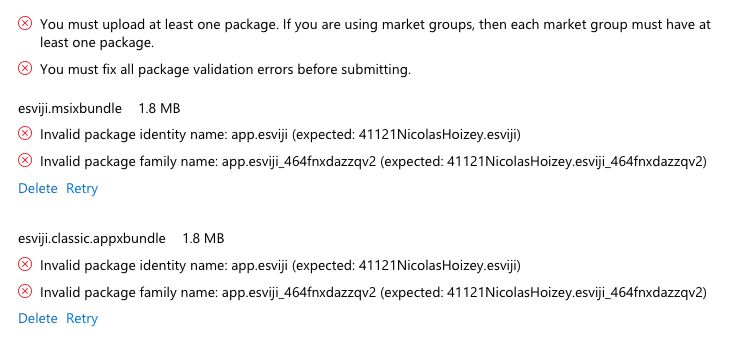 You must upload at least one package. If you are using market groups, then each market group must have at
least one package.
You must fix all package validation errors before submitting.
esviji.msixbundle 1.8 MB
Invalid package identity name: app.esviji (expected: 41121NicolasHoizey.esviji)
Invalid package family name: app.esviji_464fnxdazzqv2 (expected: 41121NicolasHoizey.esviji_464fnxdazzqv2)
Delete Retry
esviji.classic.appxbundle 1.8 MB
Invalid package identity name: app.esviji (expected: 41121NicolasHoizey.esviji)
Invalid package family name: app.esviji_464fnxdazzqv2 (expected: 41121NicolasHoizey.esviji_464fnxdazzqv2)
Delete Retry